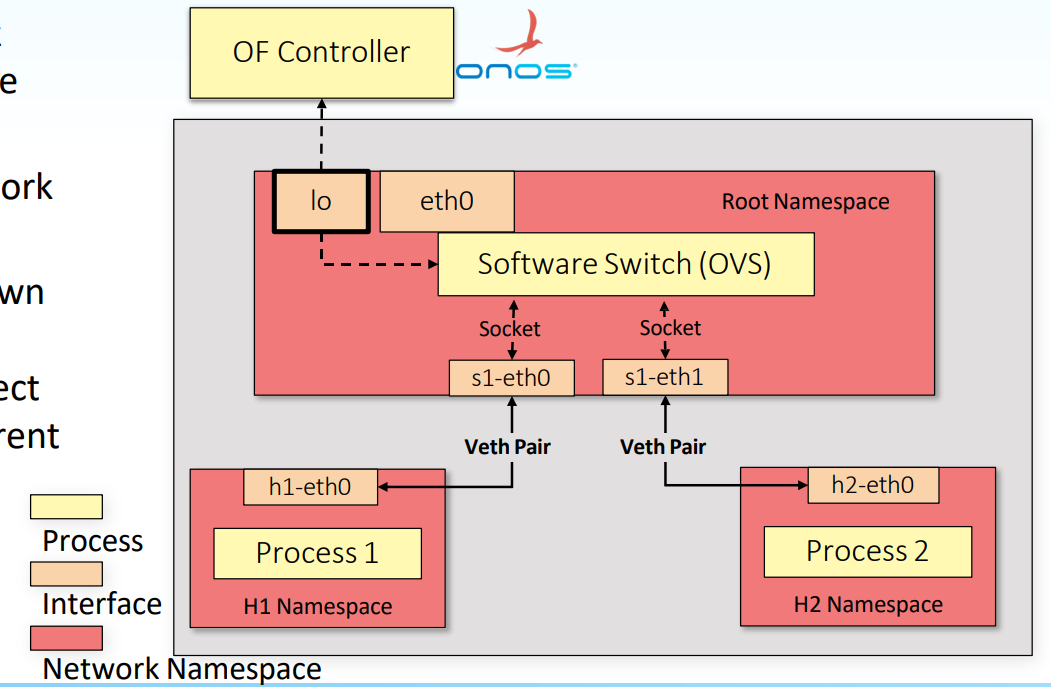 e
ork
wn
ect
rent
OF Controller
onos
lo
eth0
Root Namespace
Software Switch (OVS)
Socket
Socket
s1-eth0
s1-eth1
Veth Pair
Veth Pair
h1-eth0
h2-eth0
Process 1
Process 2
H1 Namespace
H2 Namespace
Process
Interface
Network Namespace